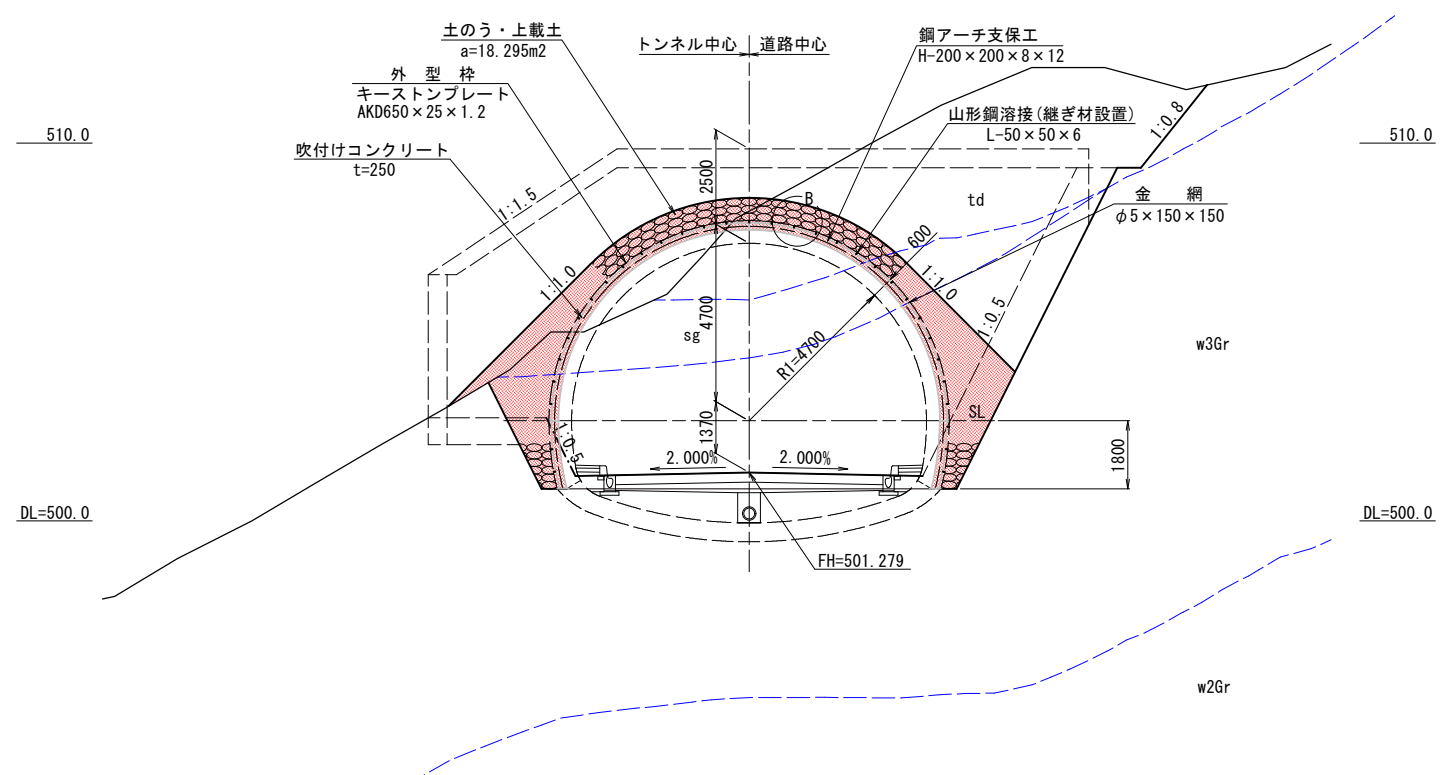 土のう・上載土
a=18.295m2
トンネル中心
道路中心
鋼アーチ支保工
H-200×200×8×12
外 型 枠
キーストンプレート
AKD650×25×1.2
山形鋼溶接(継ぎ材設置)
L-50×50×6
1:0.8
510.0
510.0
吹付けコンクリート
t=250
2500
金 網
φ5×150×150
1:1.5
B
td
600
1:1.0
1:1.0
1:0.5
4700
sg
R1=4700
w3Gr
SL
1370
1:0.5
2.000%
2.000%
1800
DL=500.0
DL=500.0
FH=501.279
w2Gr